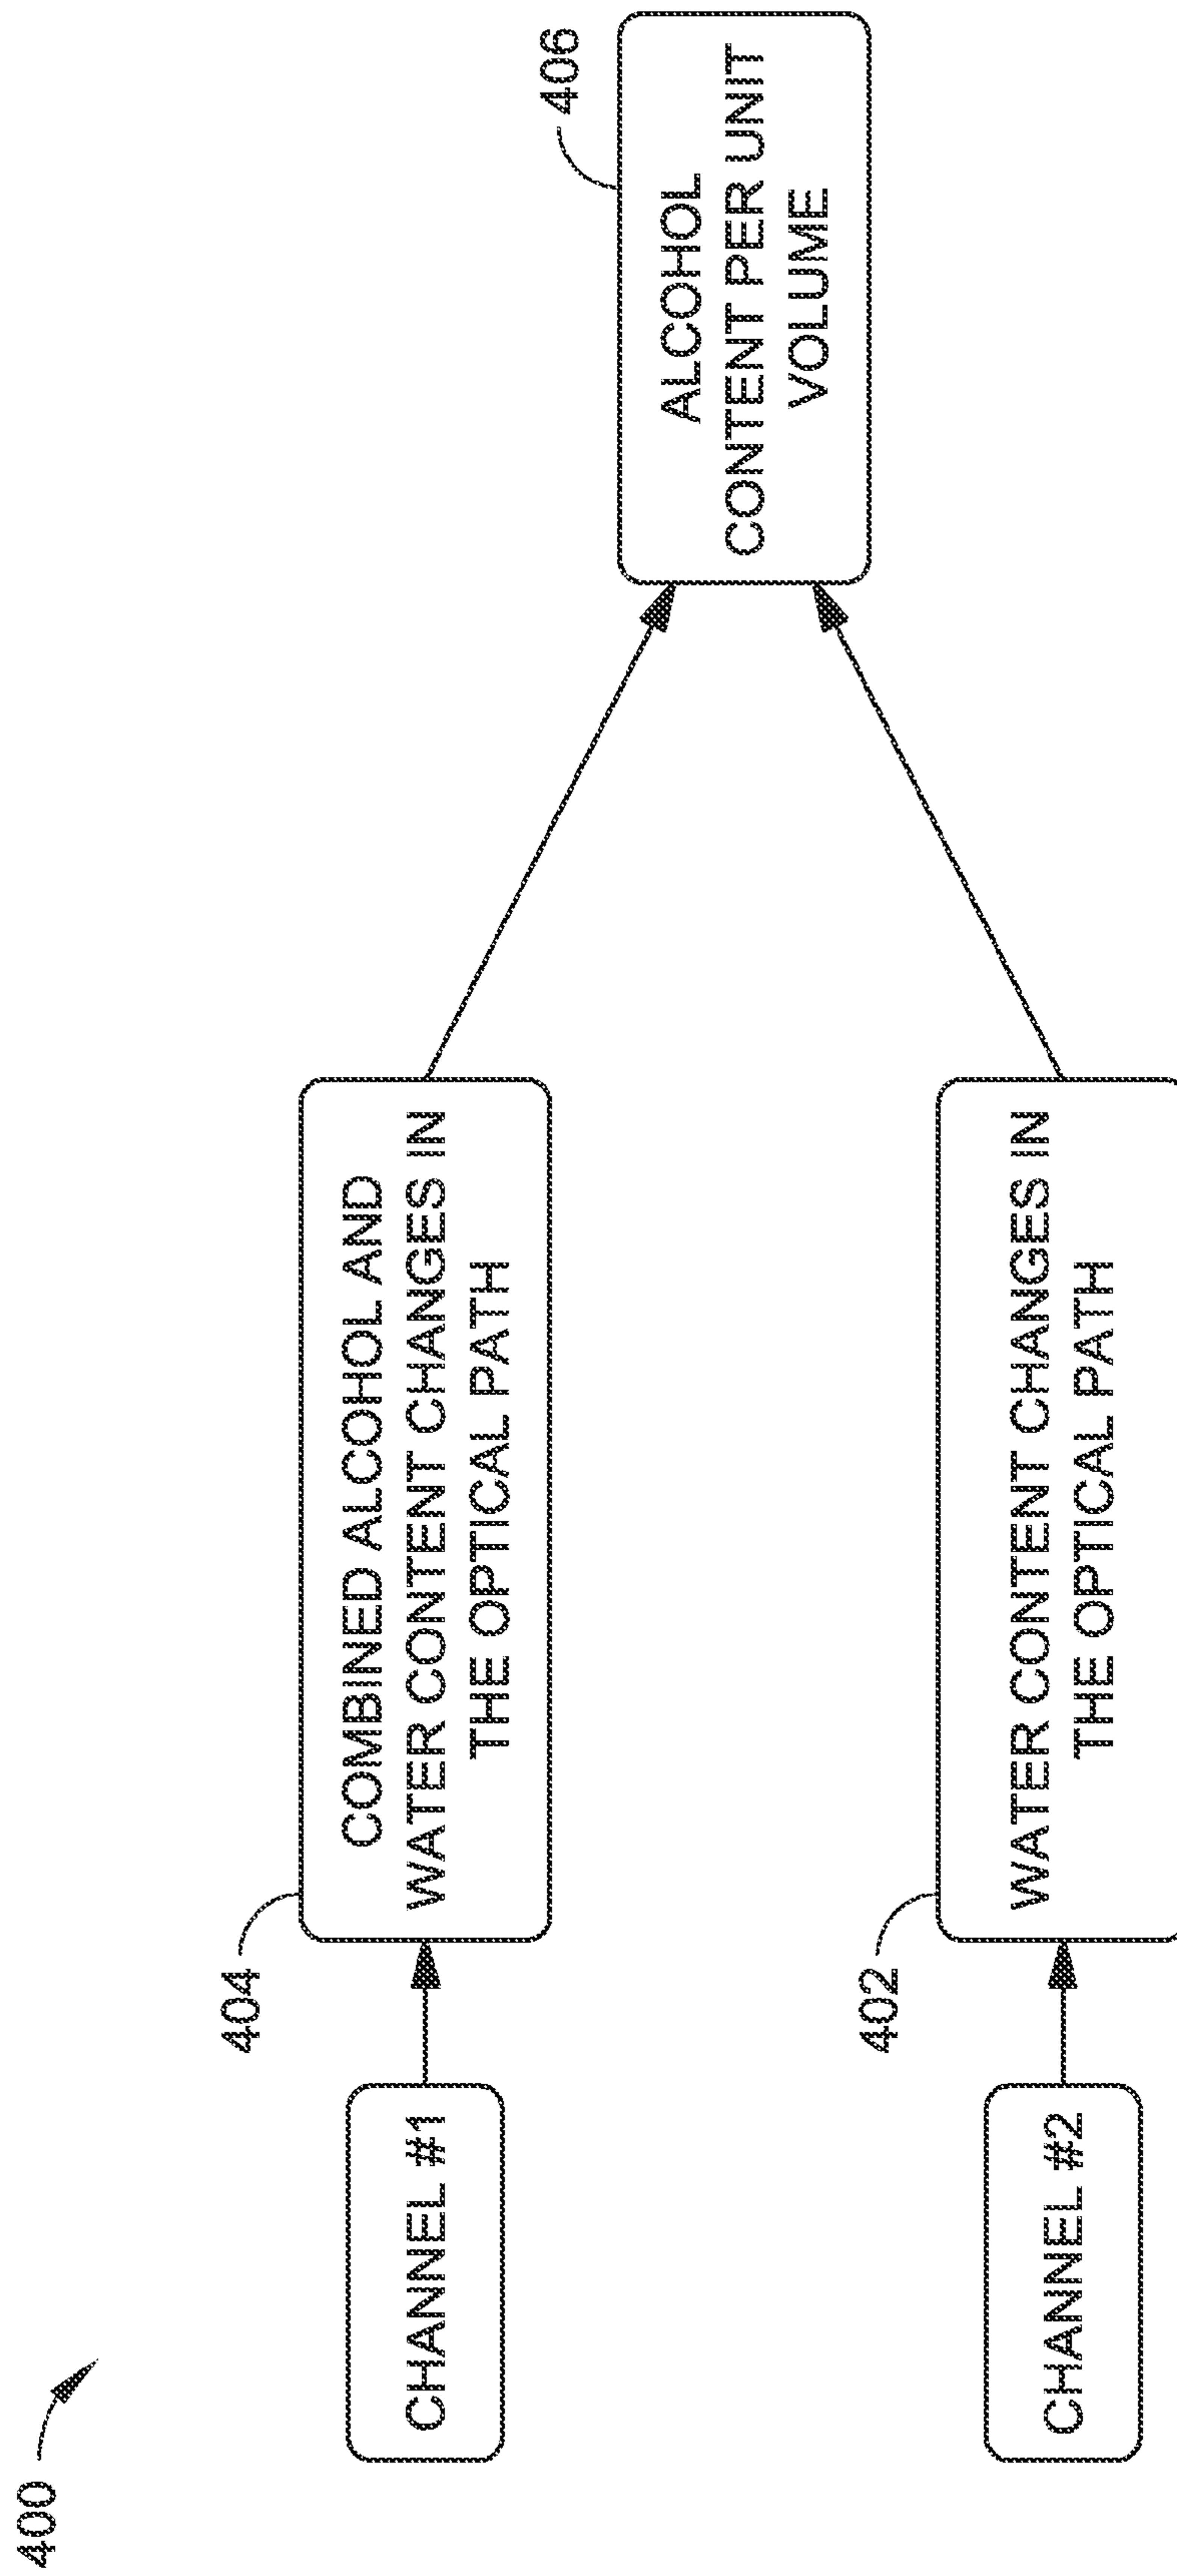 400
CHANNEL #1
404
COMBINED ALCOHOL AND
WATER CONTENT CHANGES IN
THE OPTICAL PATH
406
ALCOHOL
CONTENT PER UNIT
VOLUME
CHANNEL #2
402
WATER CONTENT CHANGES IN
THE OPTICAL PATH